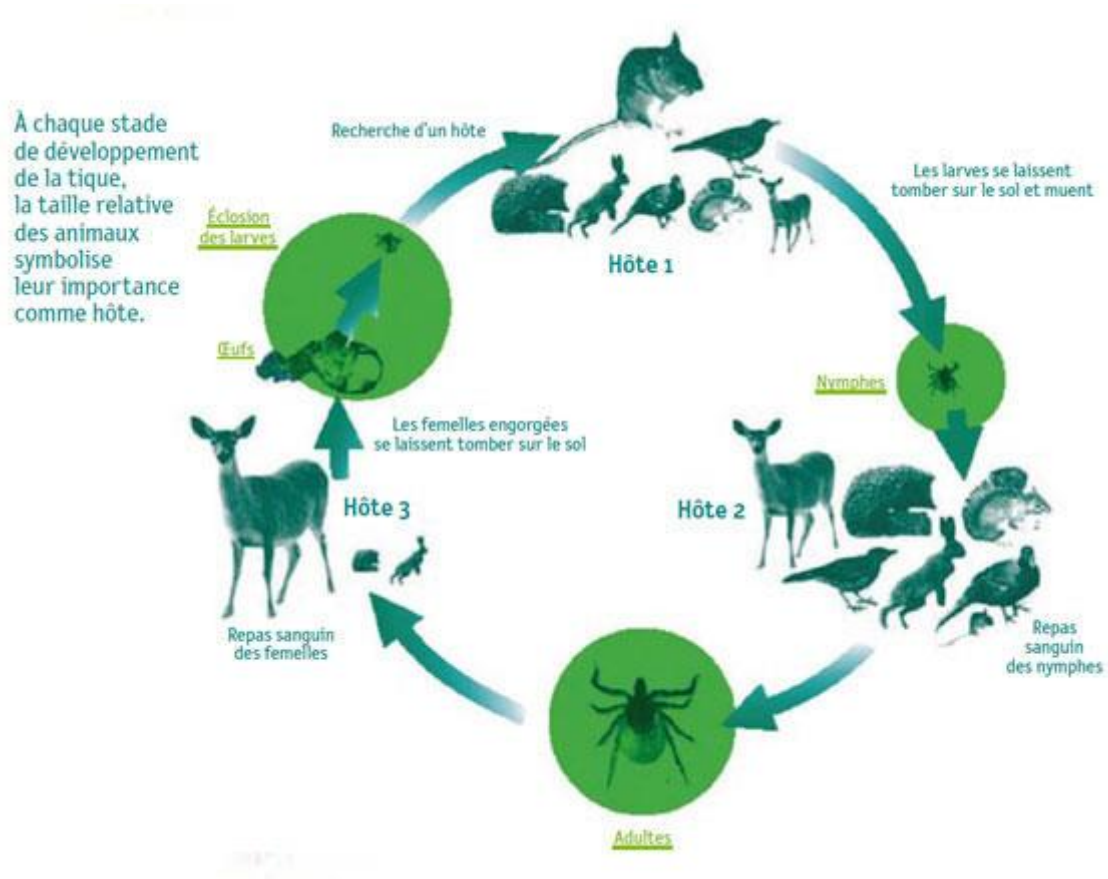 À chaque stade
de développement
de la tique,
la taille relative
des animaux
symbolise
leur importance
comme hôte.
Recherche d'un hôte
Les larves se laissent
tomber sur le sol et muent
Éclosion
des larves
Hôte 1
Œufs
Nymphes
Les femelles engorgées
se laissent tomber sur le sol
Hôte 3
Hôte 2
Repas sanguin
des femelles
Repas
sanguin
des nymphes
Adultes